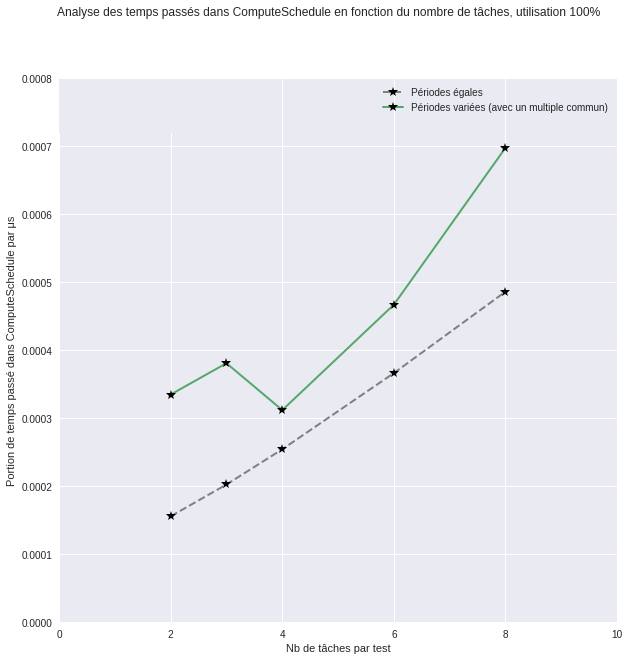 Analyse des temps passés dans ComputeSchedule en fonction du nombre de tâches, utilisation 100%
Périodes égales
Périodes variées (avec un multiple commun)
0.0008
0.0007
0.0006
0.0005
0.0004
0.0003
0.0002
0.0001
0.0000
Portion de temps passé dans ComputeSchedule par µs
0 2 4 6 8 10
Nb de tâches par test